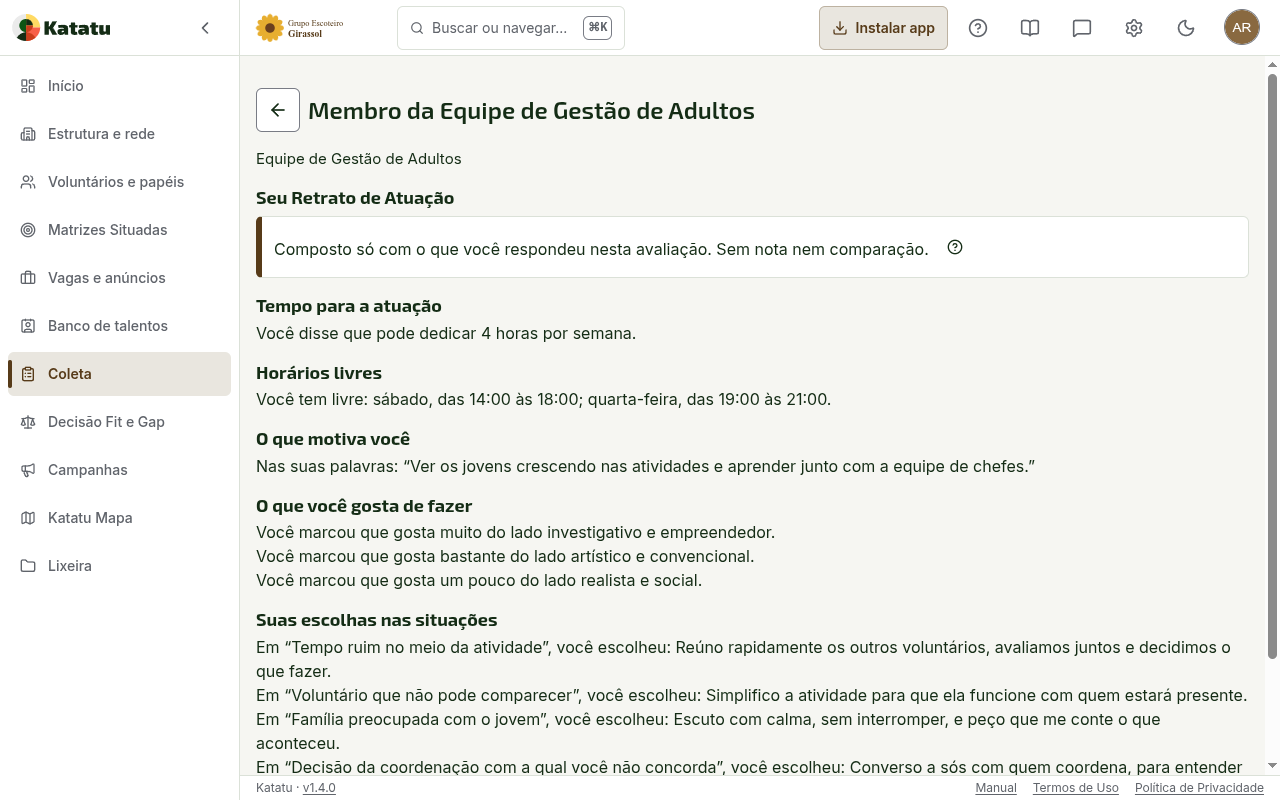 Katatu
Grupo Escoteiro
Girassol
Buscar ou navegar...
⌘K
Instalar app
AR
Início
Estrutura e rede
Voluntários e papéis
Matrizes Situadas
Vagas e anúncios
Banco de talentos
Coleta
Decisão Fit e Gap
Campanhas
Katatu Mapa
Lixeira
Membro da Equipe de Gestão de Adultos
Equipe de Gestão de Adultos
Seu Retrato de Atuação
Composto só com o que você respondeu nesta avaliação. Sem nota nem comparação.
Tempo para a atuação
Você disse que pode dedicar 4 horas por semana.
Horários livres
Você tem livre: sábado, das 14:00 às 18:00; quarta-feira, das 19:00 às 21:00.
O que motiva você
Nas suas palavras: “Ver os jovens crescendo nas atividades e aprender junto com a equipe de chefes.”
O que você gosta de fazer
Você marcou que gosta muito do lado investigativo e empreendedor.
Você marcou que gosta bastante do lado artístico e convencional.
Você marcou que gosta um pouco do lado realista e social.
Suas escolhas nas situações
Em “Tempo ruim no meio da atividade”, você escolheu: Reúno rapidamente os outros voluntários, avaliamos juntos e decidimos o
que fazer.
Em “Voluntário que não pode comparecer”, você escolheu: Simplifico a atividade para que ela funcione com quem estará presente.
Em “Família preocupada com o jovem”, você escolheu: Escuto com calma, sem interromper, e peço que me conte o que
aconteceu.
Em “Decisão da coordenação com a qual você não concorda”, você escolheu: Converso a sós com quem coordena, para entender
Katatu · v1.4.0
Manual
Termos de Uso
Política de Privacidade